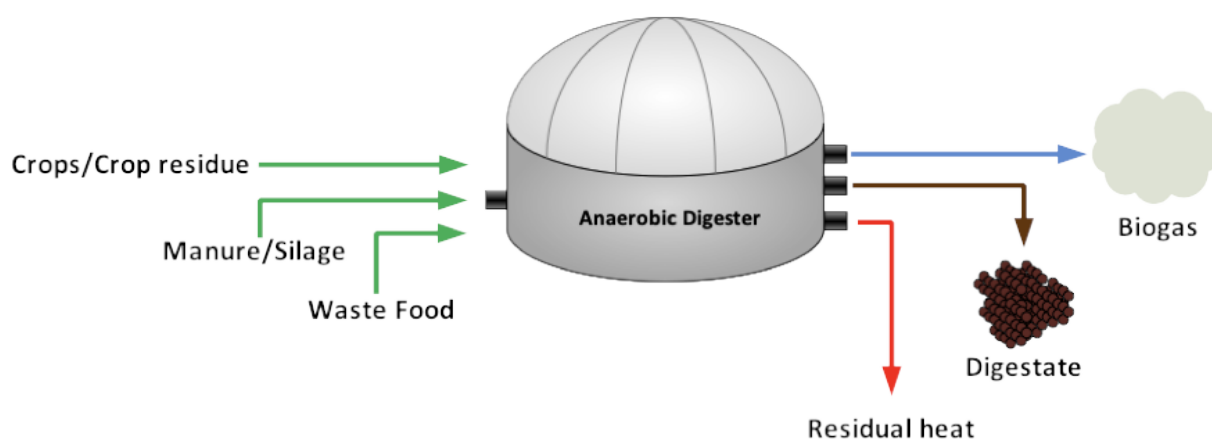 Crops/Crop residue
Manure/Silage
Waste Food
Anaerobic Digester
Biogas
Digestate
Residual heat